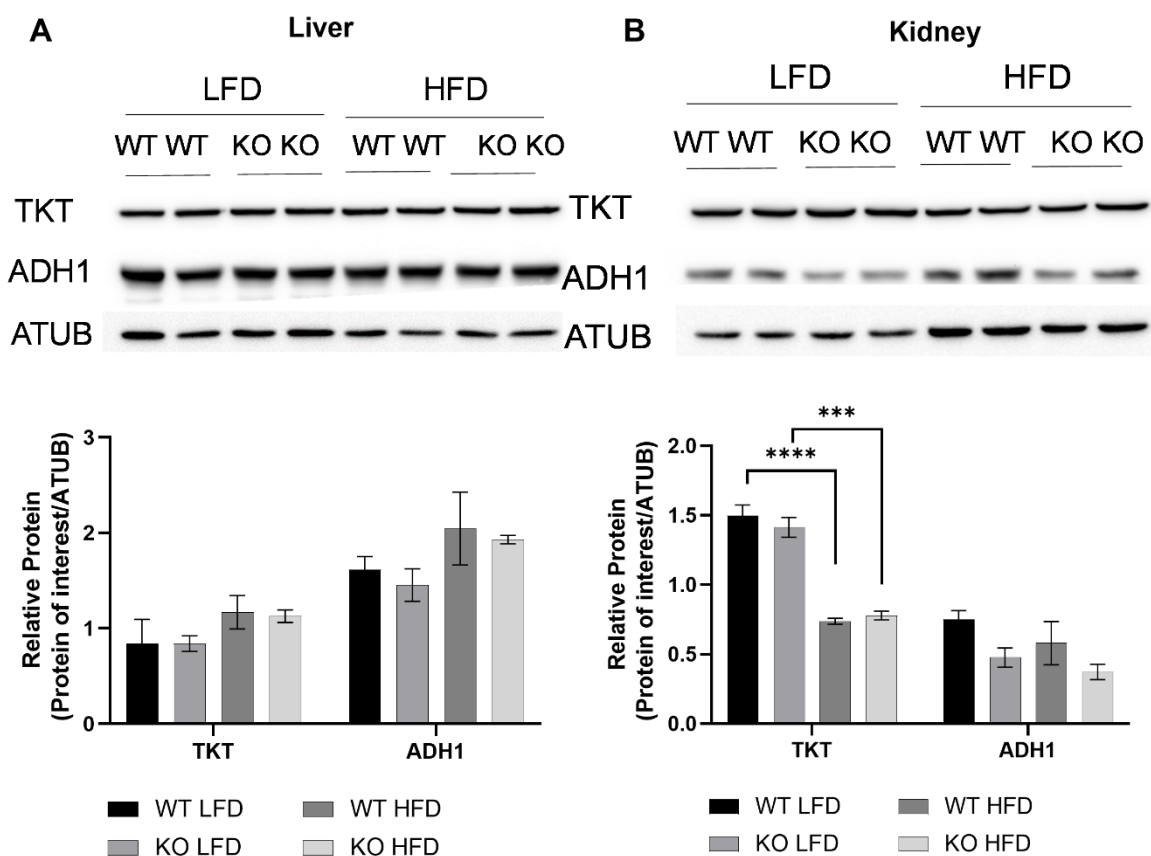 A Liver
LFD HFD
WT WT KO KO WT WT KO KO
TKT
ADH1
ATUB
Relative Protein
(Protein of interest/ATUB)
3
2
1
0
TKT ADH1
WT LFD WT HFD
KO LFD KO HFD
B Kidney
LFD HFD
WT WT KO KO WT WT KO KO
TKT
ADH1
ATUB
Relative Protein
(Protein of interest/ATUB)
2.0
1.5
1.0
0.5
0.0
***
****
TKT ADH1
WT LFD WT HFD
KO LFD KO HFD